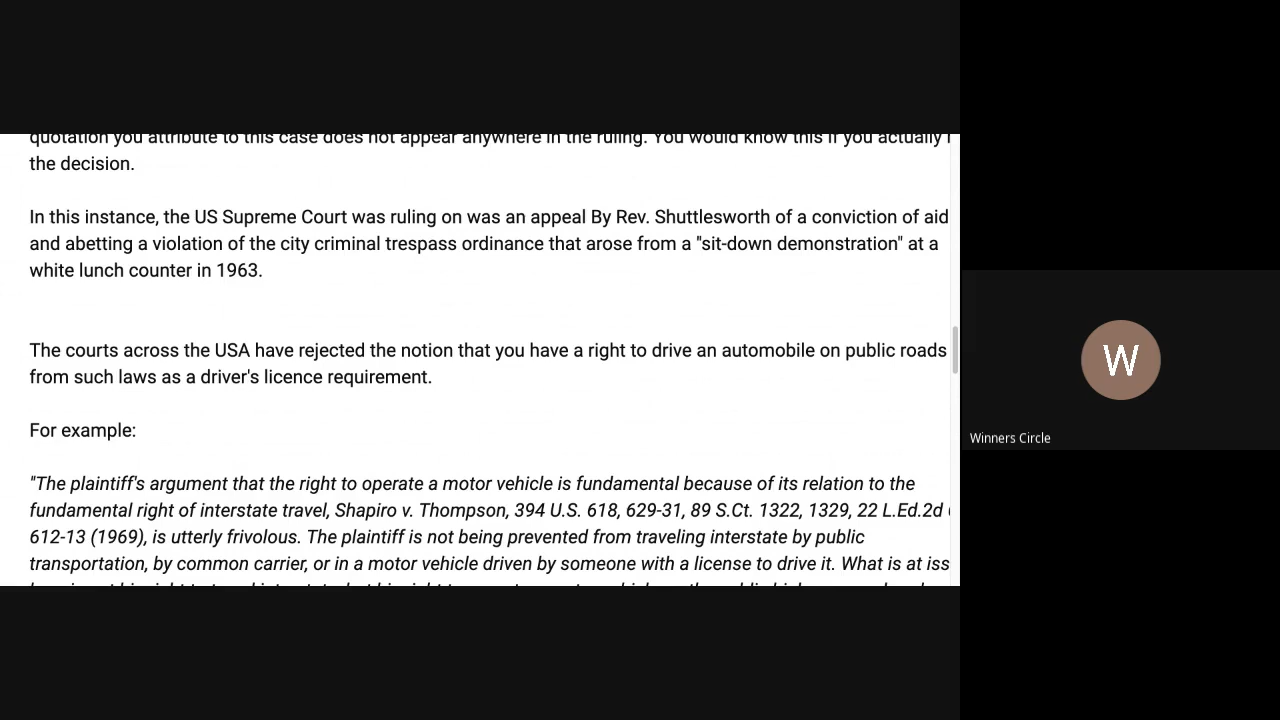 quotation you attribute to this case does not appear anywhere in the ruling. You would know this if you actually
the decision.
In this instance, the US Supreme Court was ruling on was an appeal By Rev. Shuttlesworth of a conviction of aid
and abetting a violation of the city criminal trespass ordinance that arose from a "sit-down demonstration" at a
white lunch counter in 1963.
The courts across the USA have rejected the notion that you have a right to drive an automobile on public roads
from such laws as a driver's licence requirement.
For example:
"The plaintiff's argument that the right to operate a motor vehicle is fundamental because of its relation to the
fundamental right of interstate travel, Shapiro v. Thompson, 394 U.S. 618, 629-31, 89 S.Ct. 1322, 1329, 22 L.Ed.2d
612-13 (1969), is utterly frivolous. The plaintiff is not being prevented from traveling interstate by public
transportation, by common carrier, or in a motor vehicle driven by someone with a license to drive it. What is at iss
W
Winners Circle